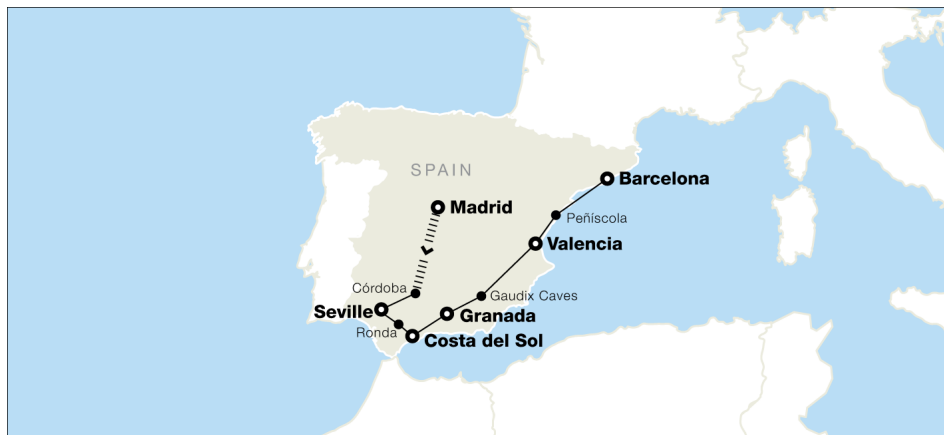 SPAIN
Barcelona
Madrid
Peñíscola
Valencia
Córdoba
Gaudix Caves
Seville
Granada
Ronda
Costa del Sol